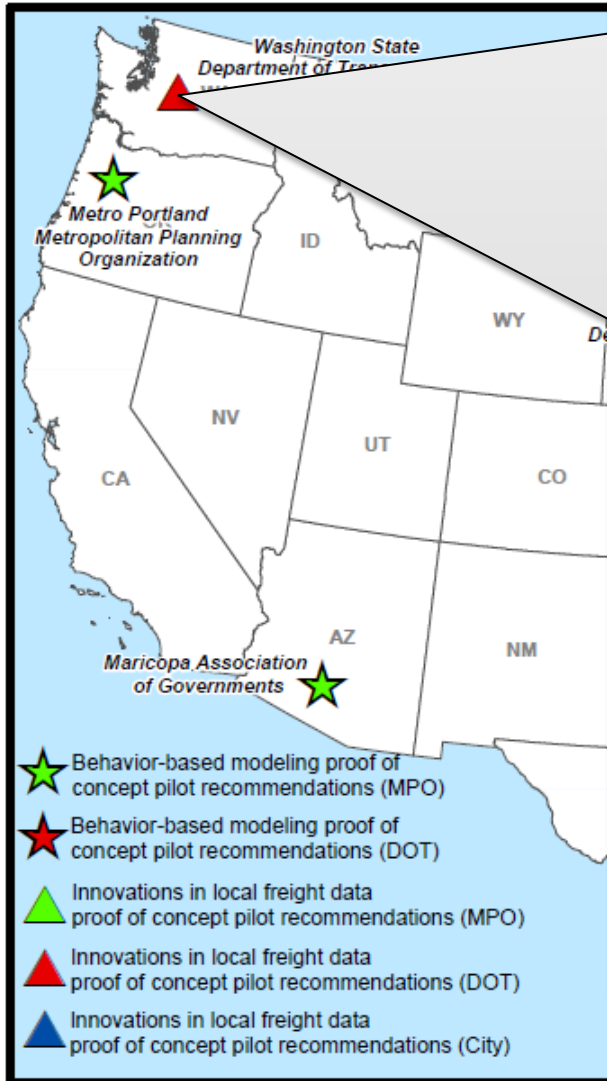 Washington State
Department of
Metro Portland
Metropolitan Planning
Organization
ID
WY
NV
UT
CA
CO
AZ
NM
Maricopa Association
of Governments
Behavior-based modeling proof of
concept pilot recommendations (MPO)
Behavior-based modeling proof of
concept pilot recommendations (DOT)
Innovations in local freight data
proof of concept pilot recommendations (MPO)
Innovations in local freight data
proof of concept pilot recommendations (DOT)
Innovations in local freight data
proof of concept pilot recommendations (City)